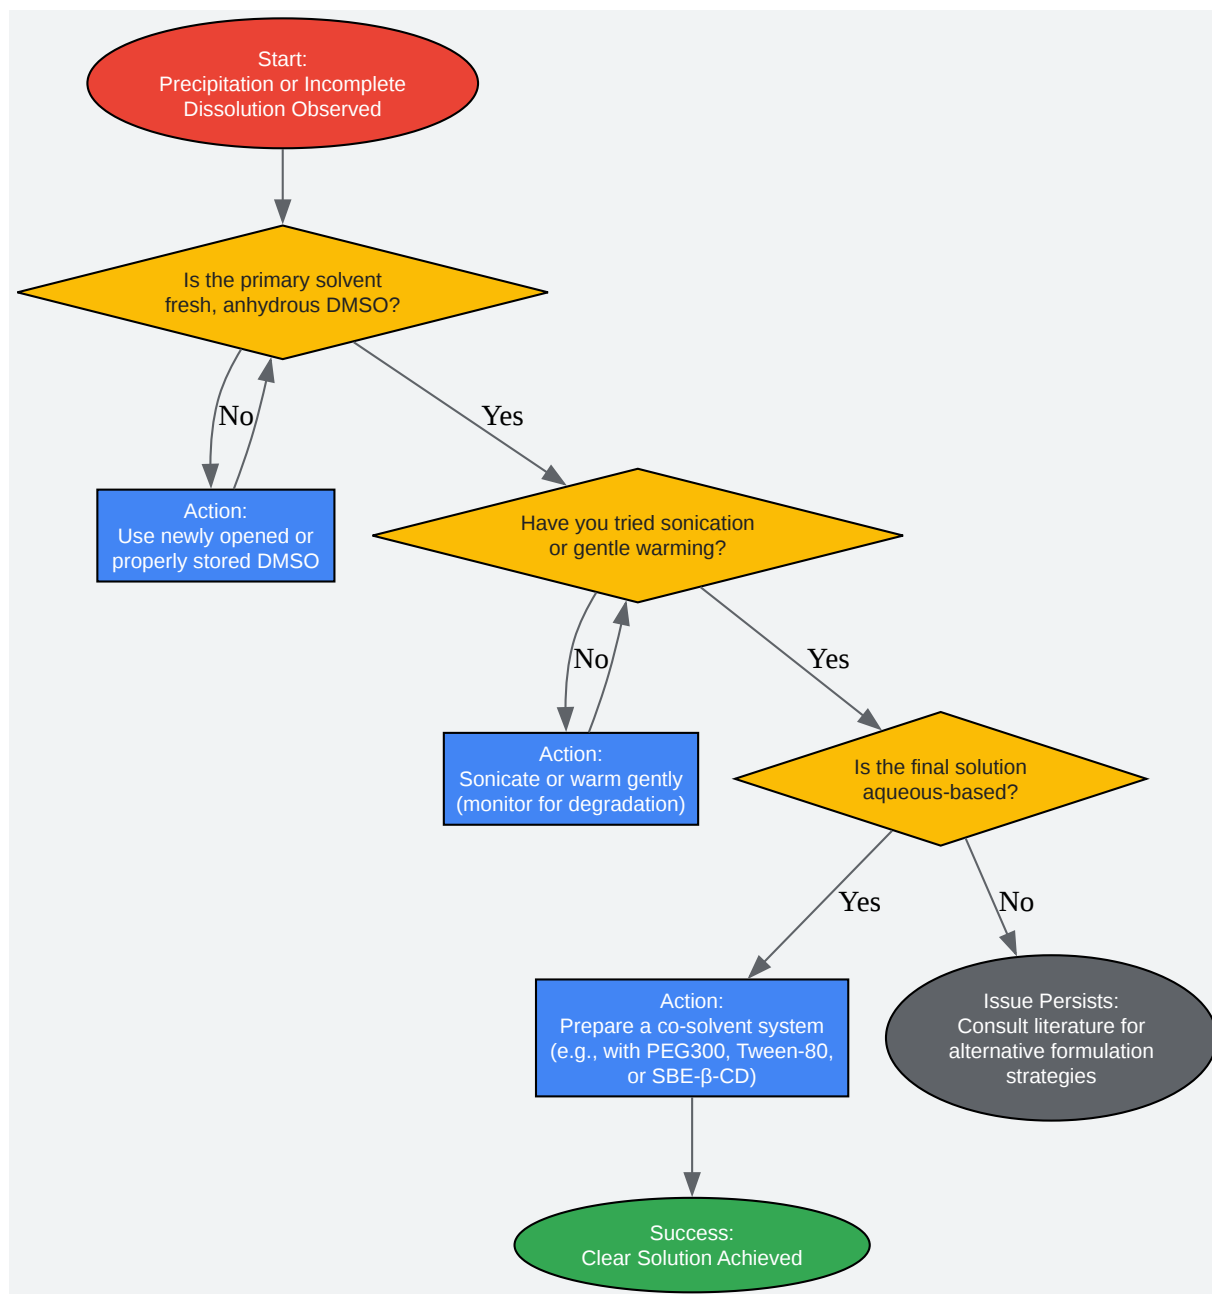 Start:
Precipitation or Incomplete
Dissolution Observed
Is the primary solvent
fresh, anhydrous DMSO?
No
Yes
Action:
Use newly opened or
properly stored DMSO
Have you tried sonication
or gentle warming?
No
Yes
Action:
Sonicate or warm gently
(monitor for degradation)
Is the final solution
aqueous-based?
Yes
No
Action:
Prepare a co-solvent system
(e.g., with PEG300, Tween-80,
or SBE-β-CD)
Issue Persists:
Consult literature for
alternative formulation
strategies
Success:
Clear Solution Achieved